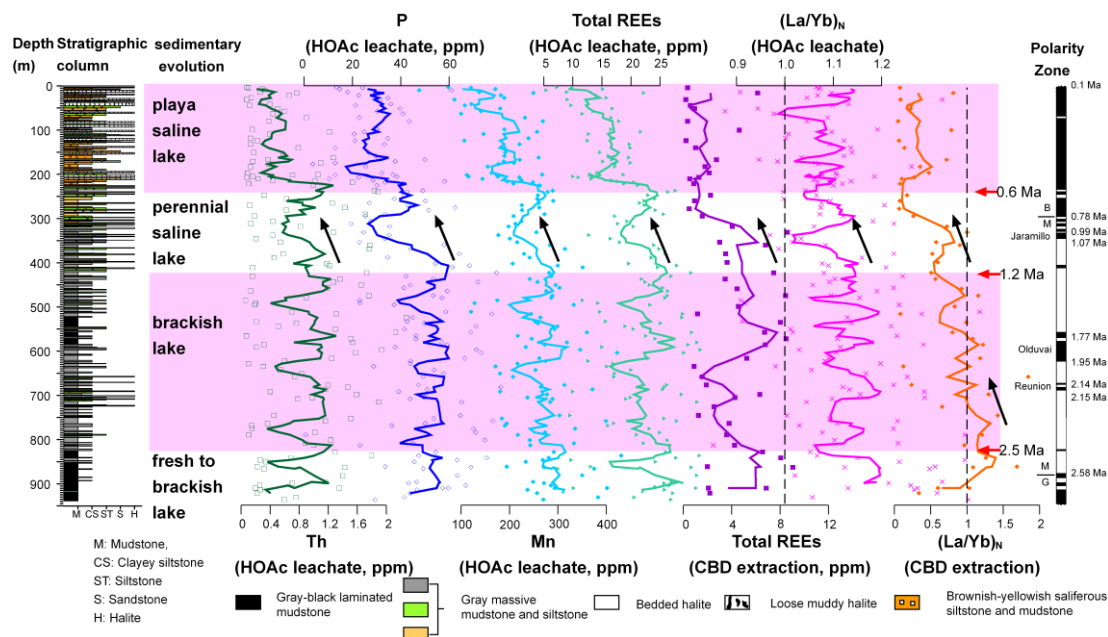 P
Total REEs
(La/Yb)N
Depth Stratigraphic
sedimentary
(HOAc leachate, ppm)
(HOAc leachate, ppm)
(HOAc leachate)
Polarity
(m)
column
evolution
Zone
0 20 40 60
5 10 15 20 25
0.9 1.0 1.1 1.2
0
100
200
300
400
500
600
700
800
900
playa
saline
lake
perennial
saline
lake
brackish
lake
fresh to
brackish
lake
0.1 Ma
0.6 Ma
B
M
0.78 Ma
0.99 Ma
Jaramillo
1.07 Ma
1.2 Ma
1.77 Ma
Olduvai
1.95 Ma
Reunion
2.14 Ma
2.15 Ma
2.5 Ma
M
G
2.58 Ma
M CS ST S H
0 0.4 0.8 1.2 1.6 2
100 200 300 400
0 4 8 12
0 0.5 1 1.5 2
Th
Mn
Total REEs
(La/Yb)N
(HOAc leachate, ppm)
(HOAc leachate, ppm)
(CBD extraction, ppm)
(CBD extraction)
M: Mudstone,
CS: Clayey siltstone
ST: Siltstone
S: Sandstone
H: Halite
Gray-black laminated
mudstone
Gray massive
mudstone and siltstone
Bedded halite
Loose muddy halite
Brownish-yellowish saliferous
siltstone and mudstone